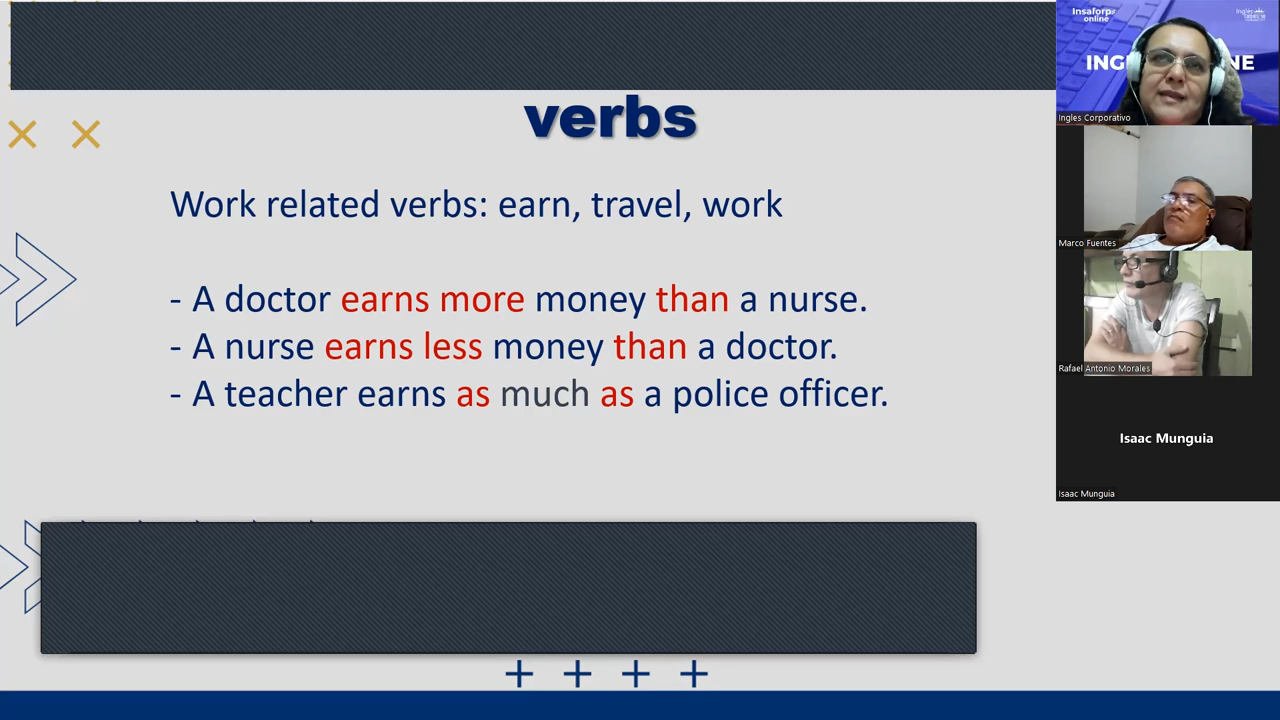 verbs
Work related verbs: earn, travel, work
- A doctor earns more money than a nurse.
- A nurse earns less money than a doctor.
- A teacher earns as much as a police officer.
Insaforp
online
Ingles Corporativo
Marco Fuentes
Rafael Antonio Morales
Isaac Munguia
Isaac Munguia